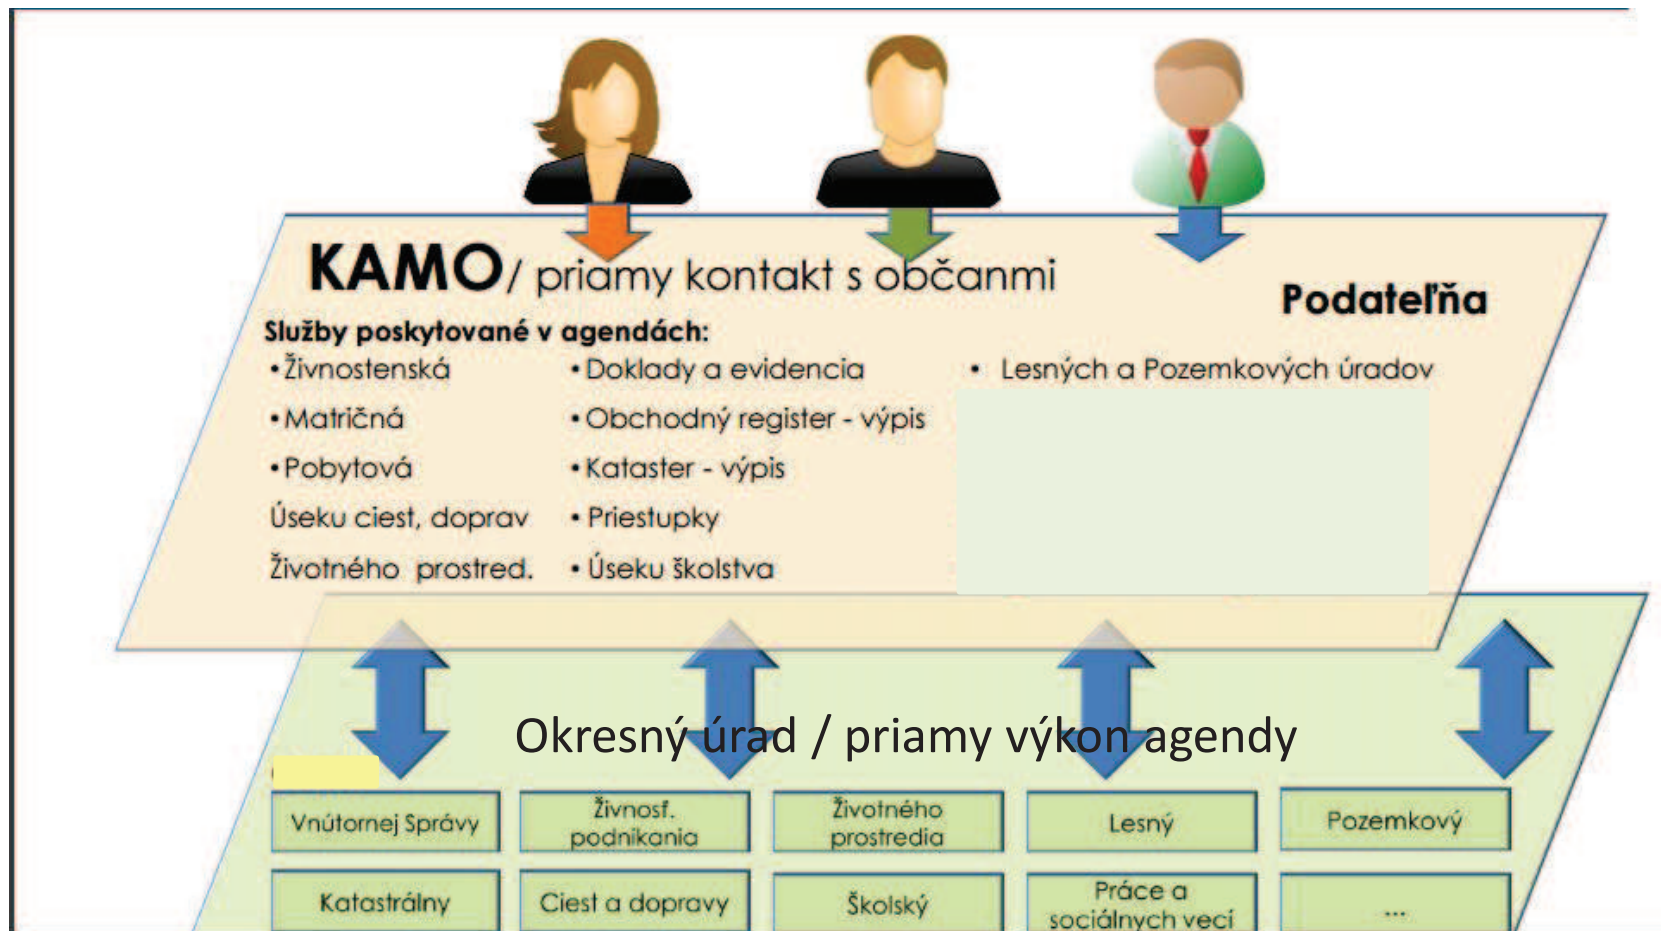 KAMO/ priamy kontakt s občanmi
Podateľňa
Služby poskytované v agendách:
•Živnostenská
•Matričná
•Pobytová
Úseku ciest, doprav
Životného prostred.
•Doklady a evidencia
•Obchodný register - výpis
•Kataster - výpis
• Priestupky
• Úseku školstva
• Lesných a Pozemkových úradov
Okresný úrad / priamy výkon agendy
Vnútornej Správy
Živnosť.
podnikania
Životného
prostredia
Lesný
Pozemkový
Katastrálny
Ciest a dopravy
Školský
Práce a
sociálnych vecí
...